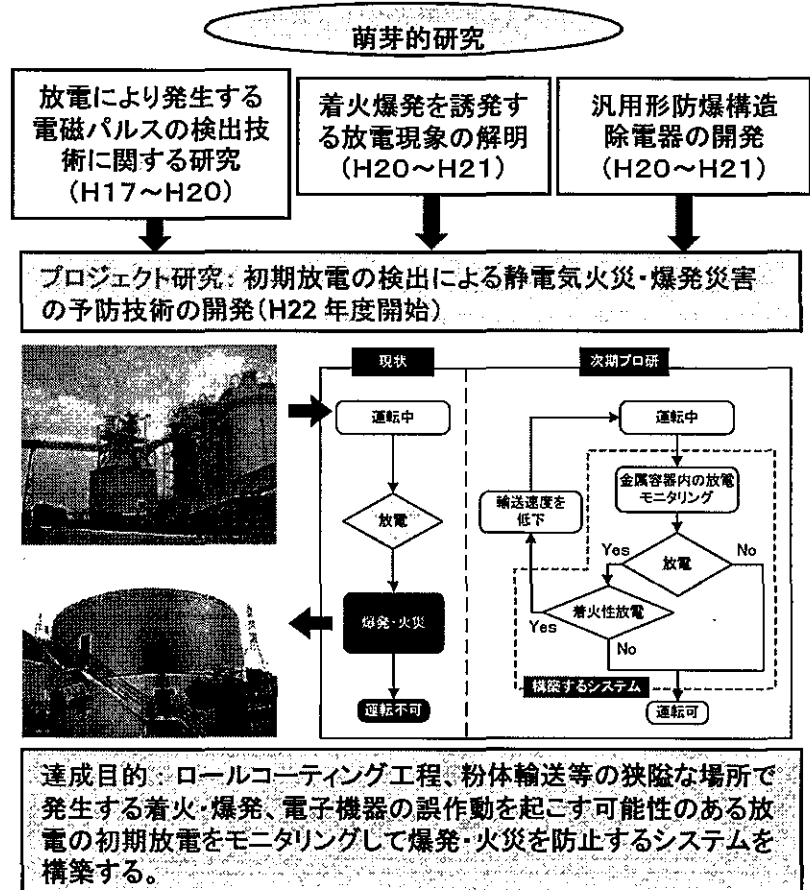 萌芽的研究
放電により発生する
電磁パルスの検出技
術に関する研究
(H17～H20)
着火爆発を誘発す
る放電現象の解明
(H20～H21)
汎用形防爆構造
除電器の開発
(H20～H21)
プロジェクト研究: 初期放電の検出による静電気火災・爆発災害
の予防技術の開発(H22 年度開始)
現状
運転中
放電
爆発・火災
運転不可
次期プロ研
運転中
金属容器内の放電
モニタリング
輸送速度を
低下
放電
Yes
No
着火性放電
Yes
No
構築するシステム
運転可
達成目的: ロールコーティング工程、粉体輸送等の狭隘な場所で
発生する着火・爆発、電子機器の誤作動を起こす可能性のある放
電の初期放電をモニタリングして爆発・火災を防止するシステムを
構築する。